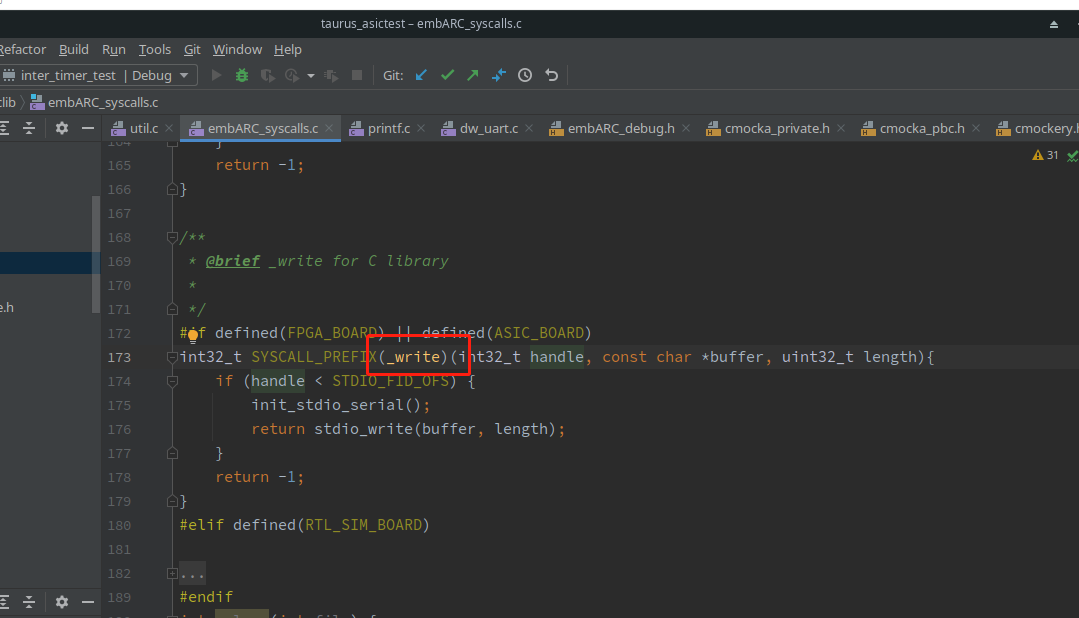 taurus_asictest – embARC_syscalls.c
Refactor Build Run Tools Git Window Help
inter_timer_test | Debug Git:
embARC_syscalls.c
util.c embARC_syscalls.c printf.c dw_uart.c embARC_debug.h cmocka_private.h cmocka_pbc.h cmockery.h
164 }
165 return -1; 31
166 }
167
168 /**
169 * @brief _write for C library
170 *
171 */
172 #if defined(FPGA_BOARD) || defined(ASIC_BOARD)
173 int32_t SYSCALL_PREFIX(_write)(int32_t handle, const char *buffer, uint32_t length){
174 if (handle < STDIO_FID_OFS) {
175 init_stdio_serial();
176 return stdio_write(buffer, length);
177 }
178 return -1;
179 }
180 #elif defined(RTL_SIM_BOARD)
181
182 ...
189 #endif